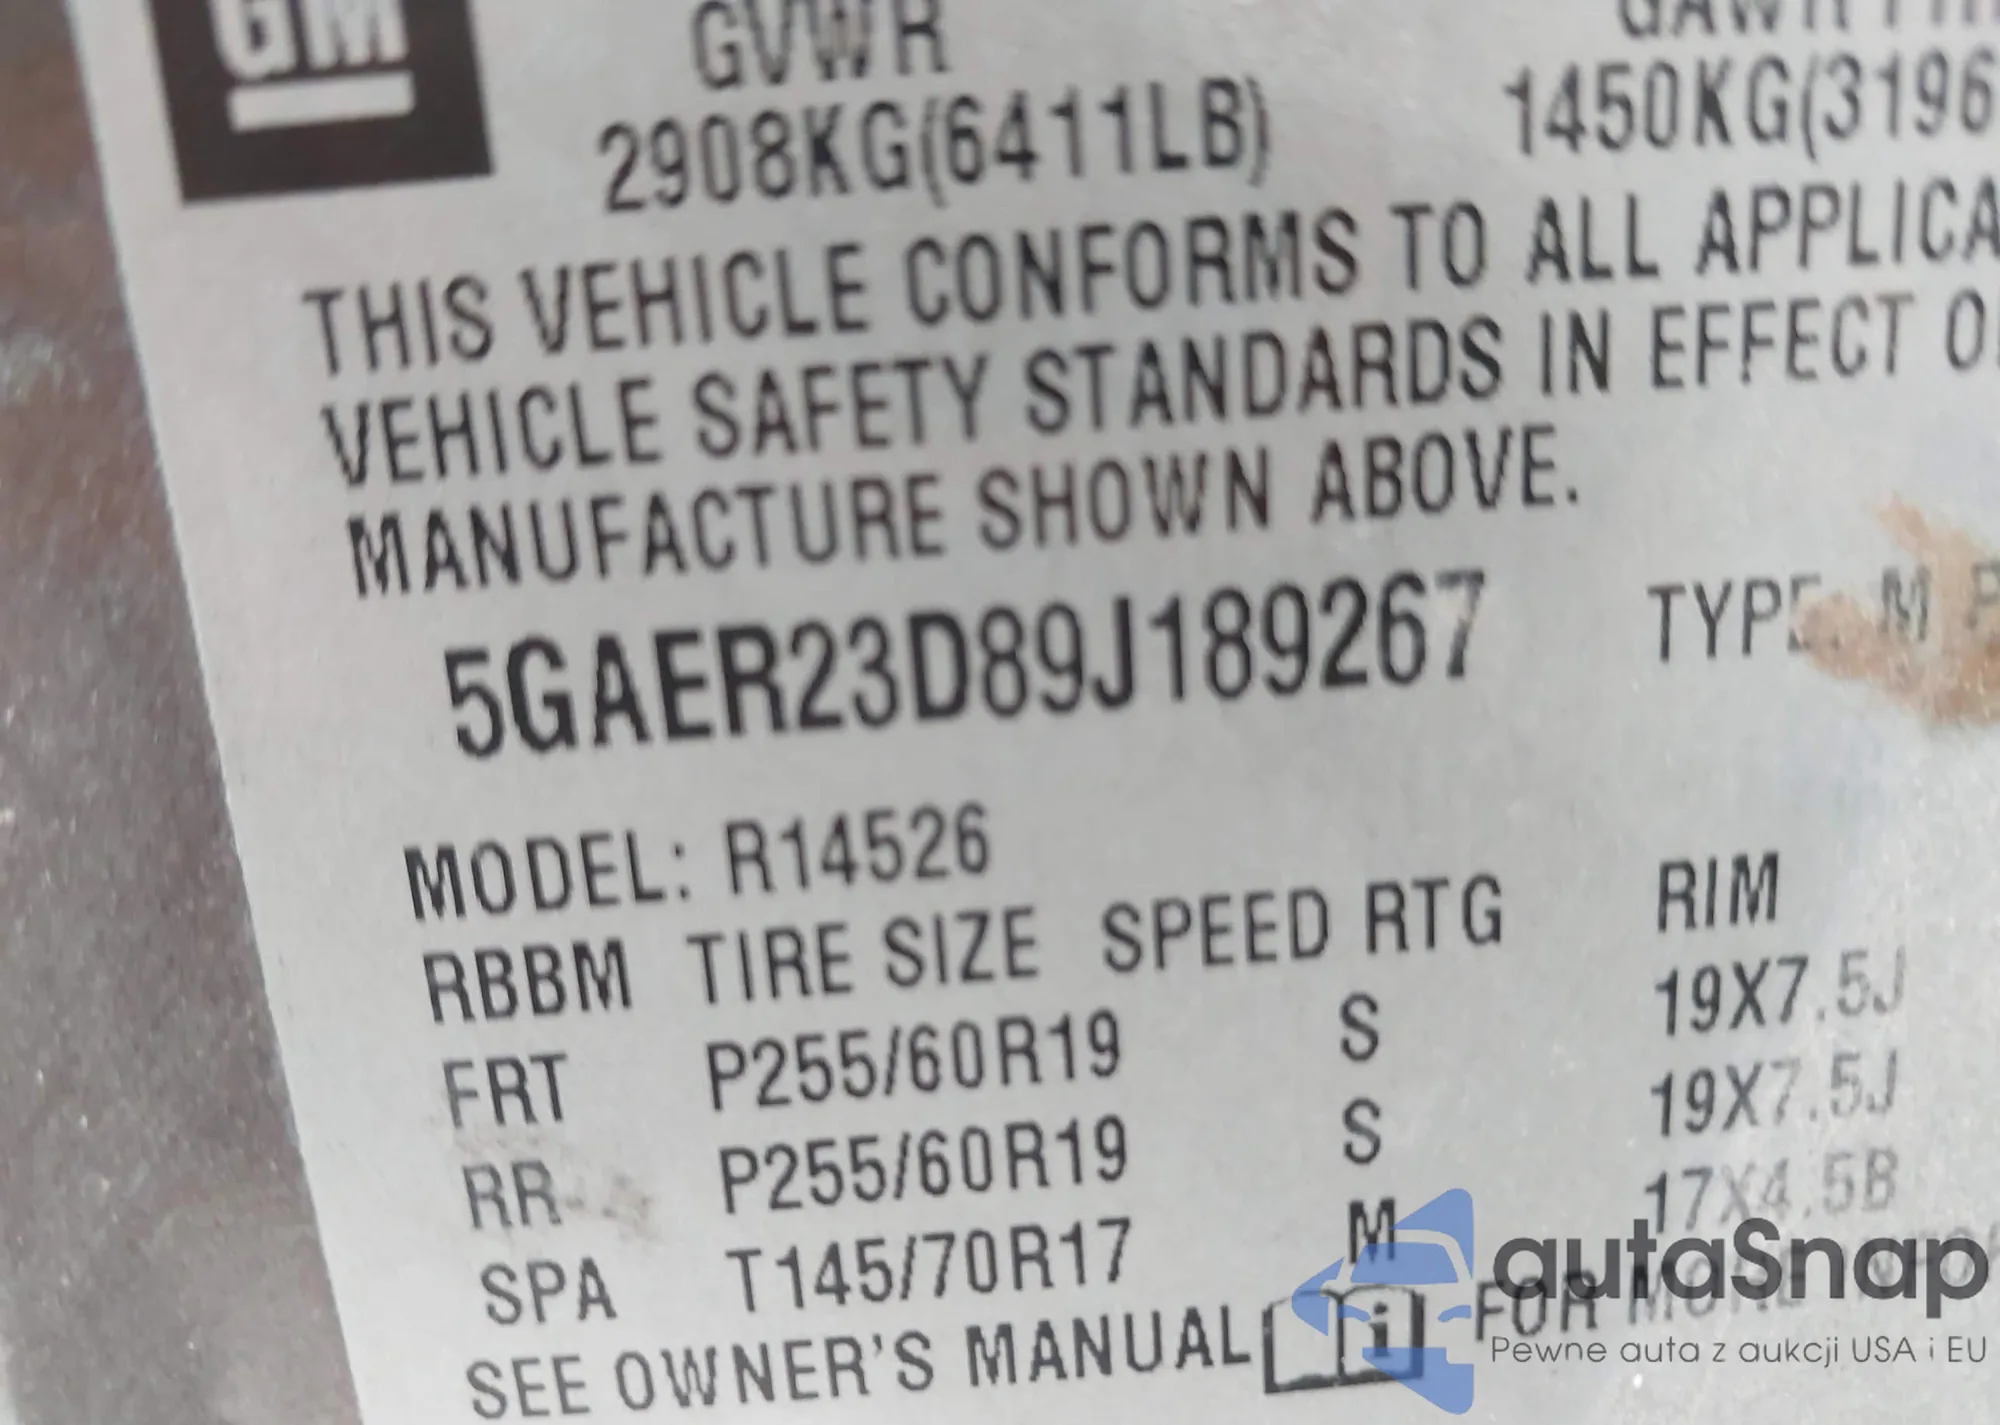 GM
GVWR
2908KG(6411LB)
1450KG(3196
THIS VEHICLE CONFORMS TO ALL APPLICA
VEHICLE SAFETY STANDARDS IN EFFECT O
MANUFACTURE SHOWN ABOVE.
5GAER23D89J189267 TYPE: M P
MODEL: R14526
RBBM TIRE SIZE SPEED RTG RIM
FRT P255/60R19 S 19X7.5J
RR P255/60R19 S 19X7.5J
SPA T145/70R17 M 17X4.5B
SEE OWNER'S MANUAL i FOR MORE
autaSnap
Pewne auta z aukcji USA i EU